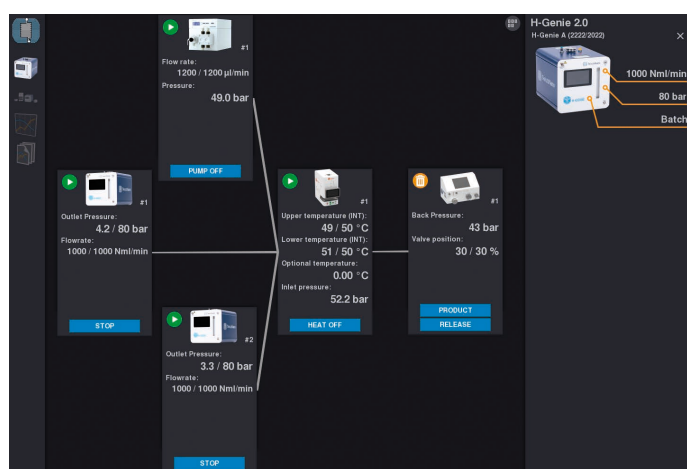 #1
Flow rate:
1200 / 1200 µl/min
Pressure:
49.0 bar
PUMP OFF
#1
Outlet Pressure:
4.2 / 80 bar
Flowrate:
1000 / 1000 Nml/min
STOP
#2
Outlet Pressure:
3.3 / 80 bar
Flowrate:
1000 / 1000 Nml/min
STOP
#1
Upper temperature (INT):
49 / 50 °C
Lower temperature (INT):
51 / 50 °C
Optional temperature:
0.00 °C
Inlet pressure:
52.2 bar
HEAT OFF
#1
Back Pressure:
43 bar
Valve position:
30 / 30 %
PRODUCT
RELEASE
H-Genie 2.0
H-Genie A (2222/2022)
1000 Nml/min
80 bar
Batch